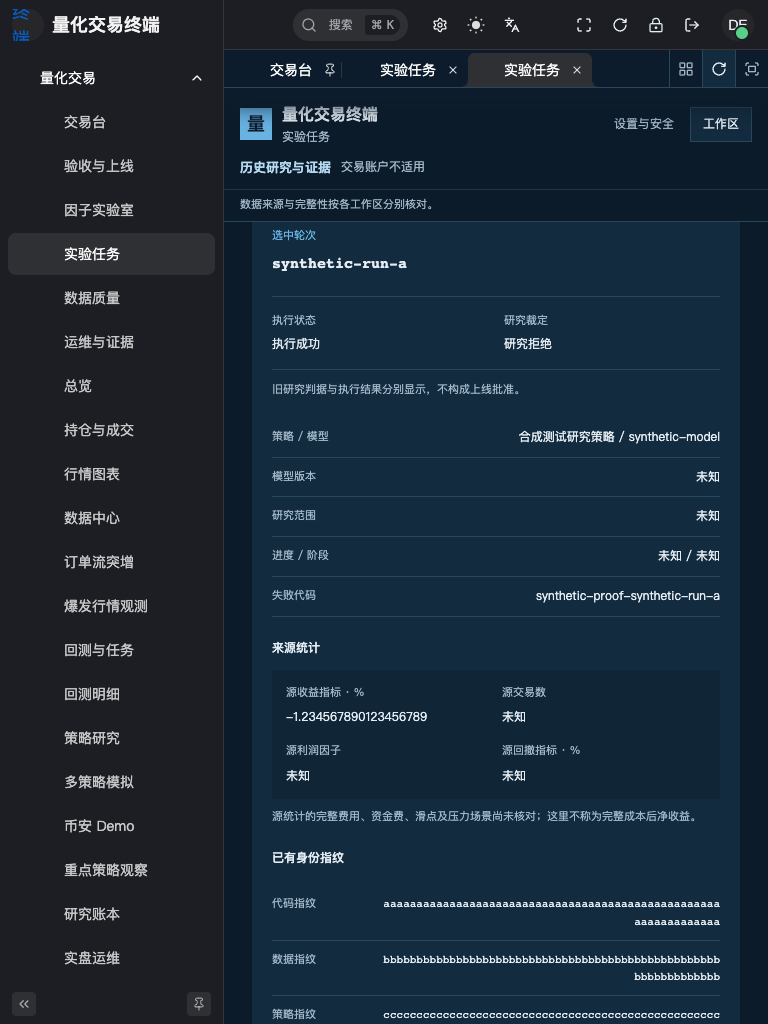 终端
量化交易终端
搜索
⌘ K
DE
量化交易
交易台
验收与上线
因子实验室
实验任务
数据质量
运维与证据
总览
持仓与成交
行情图表
数据中心
订单流突增
爆发行情观测
回测与任务
回测明细
策略研究
多策略模拟
币安 Demo
重点策略观察
研究账本
实盘运维
交易台
实验任务
实验任务
量
量化交易终端
实验任务
设置与安全
工作区
历史研究与证据 交易账户不适用
数据来源与完整性按各工作区分别核对。
选中轮次
synthetic-run-a
执行状态
执行成功
研究裁定
研究拒绝
旧研究判据与执行结果分别显示，不构成上线批准。
策略 / 模型 合成测试研究策略 / synthetic-model
模型版本 未知
研究范围 未知
进度 / 阶段 未知 / 未知
失败代码 synthetic-proof-synthetic-run-a
来源统计
源收益指标 · %
−1.234567890123456789
源交易数
未知
源利润因子
未知
源回撤指标 · %
未知
源统计的完整费用、资金费、滑点及压力场景尚未核对；这里不称为完整成本后净收益。
已有身份指纹
代码指纹 aaaaaaaaaaaaaaaaaaaaaaaaaaaaaaaaaaaaaaaaaaaaaaaaaaa
aaaaaaaaaaaaa
数据指纹 bbbbbbbbbbbbbbbbbbbbbbbbbbbbbbbbbbbbbbbbbbbbbbbbbbb
bbbbbbbbbbbbb
策略指纹 ccccccccccccccccccccccccccccccccccccccccccccccccccc